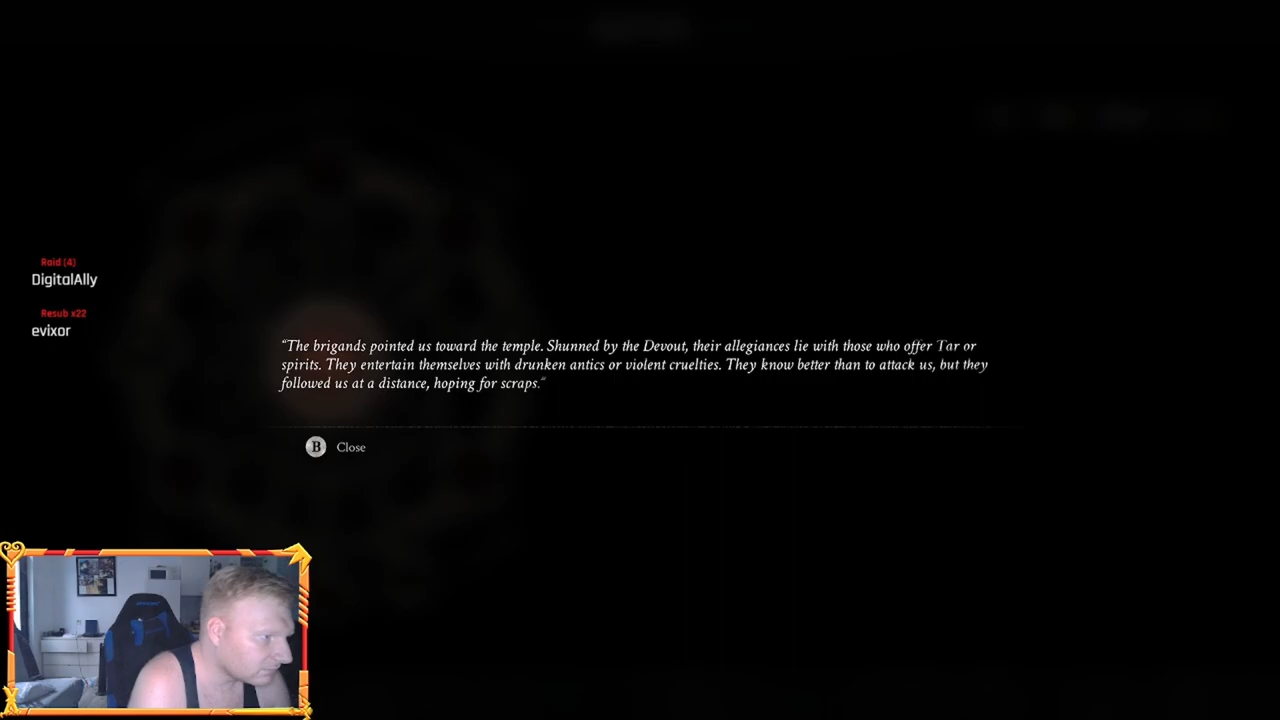 Raid (4)
DigitalAlly
Resub x22
evixor
“The brigands pointed us toward the temple. Shunned by the Devout, their allegiances lie with those who offer Tar or
spirits. They entertain themselves with drunken antics or violent cruelties. They know better than to attack us, but they
followed us at a distance, hoping for scraps.“
B Close